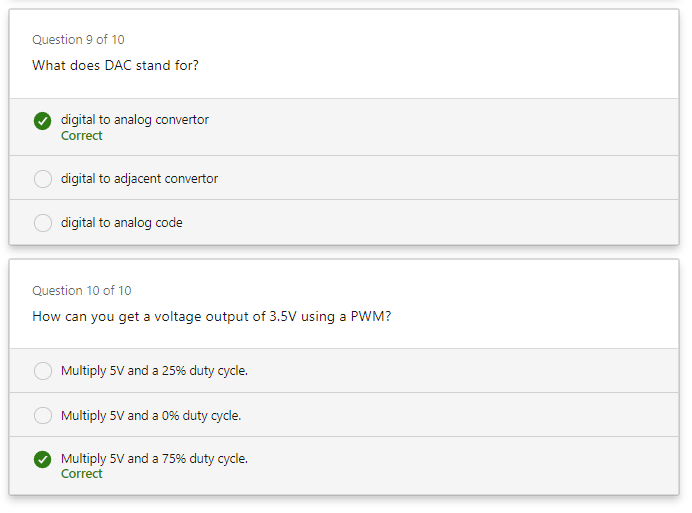 Question 9 of 10
What does DAC stand for?
digital to analog convertor
Correct
digital to adjacent convertor
digital to analog code
Question 10 of 10
How can you get a voltage output of 3.5V using a PWM?
Multiply 5V and a 25% duty cycle.
Multiply 5V and a 0% duty cycle.
Multiply 5V and a 75% duty cycle.
Correct